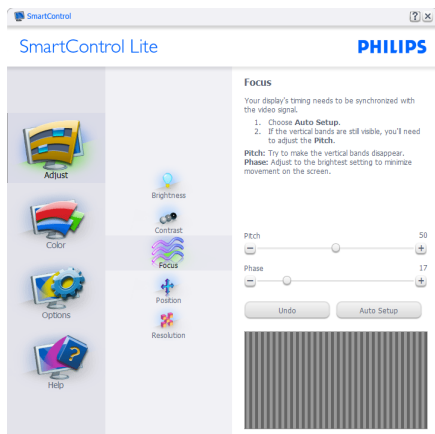 SmartControl
SmartControl Lite
PHILIPS
Adjust
Color
Options
Help
Brightness
Contrast
Focus
Position
Resolution
Focus
Your display's timing needs to be synchronized with
the video signal.
1. Choose Auto Setup.
2. If the vertical bands are still visible, you'll need
to adjust the Pitch.
Pitch: Try to make the vertical bands disappear.
Phase: Adjust to the brightest setting to minimize
movement on the screen.
Pitch 50
Phase 17
Undo Auto Setup